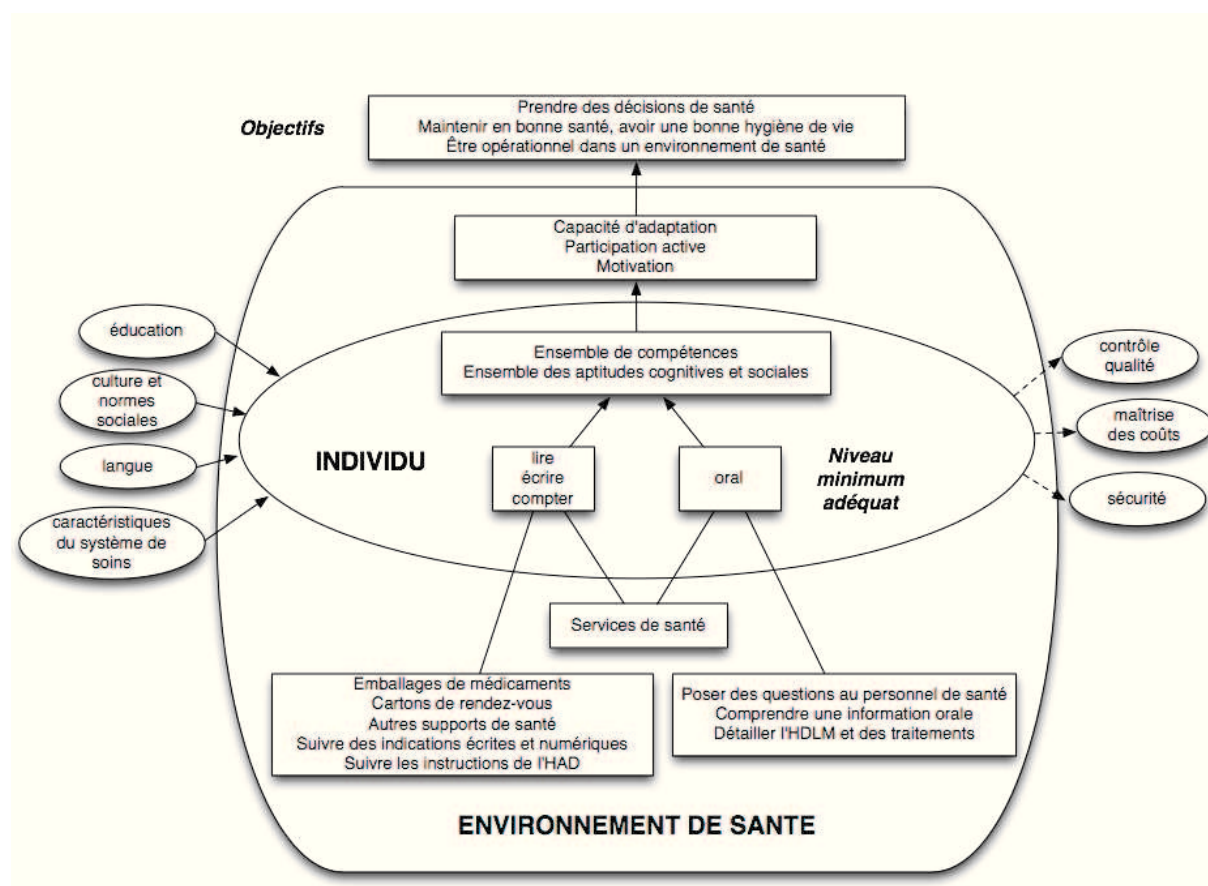 Objectifs
Prendre des décisions de santé
Maintenir en bonne santé, avoir une bonne hygiène de vie
Être opérationnel dans un environnement de santé
Capacité d'adaptation
Participation active
Motivation
éducation
culture et
normes
sociales
langue
caractéristiques
du système de
soins
Ensemble de compétences
Ensemble des aptitudes cognitives et sociales
INDIVIDU
lire
écrire
compter
oral
Niveau
minimum
adéquat
contrôle
qualité
maîtrise
des coûts
sécurité
Services de santé
Emballages de médicaments
Cartons de rendez-vous
Autres supports de santé
Suivre des indications écrites et numériques
Suivre les instructions de l'HAD
Poser des questions au personnel de santé
Comprendre une information orale
Détailler l'HDLM et des traitements
ENVIRONNEMENT DE SANTE